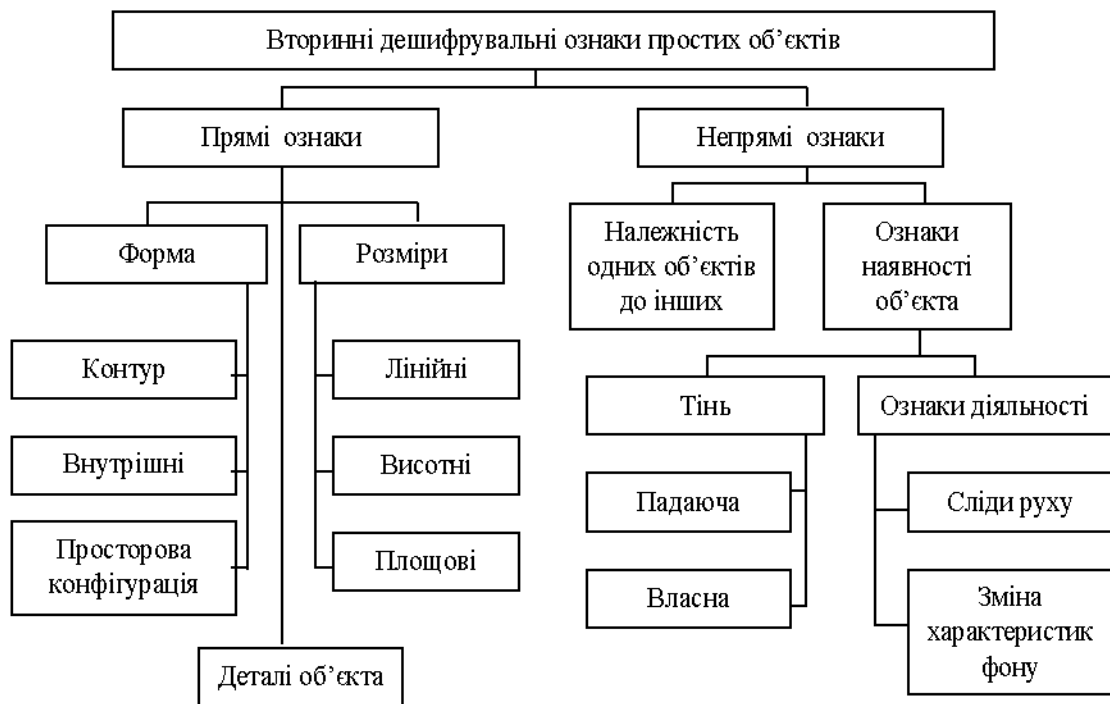 Вторинні дешифрувальні ознаки простих об’єктів
Прямі ознаки
Непрямі ознаки
Форма
Розміри
Належність
одних об’єктів
до інших
Ознаки
наявності
об’єкта
Контур
Лінійні
Тінь
Ознаки діяльності
Внутрішні
Висотні
Падаюча
Сліди руху
Просторова
конфігурація
Площові
Власна
Зміна
характеристик
фону
Деталі об’єкта